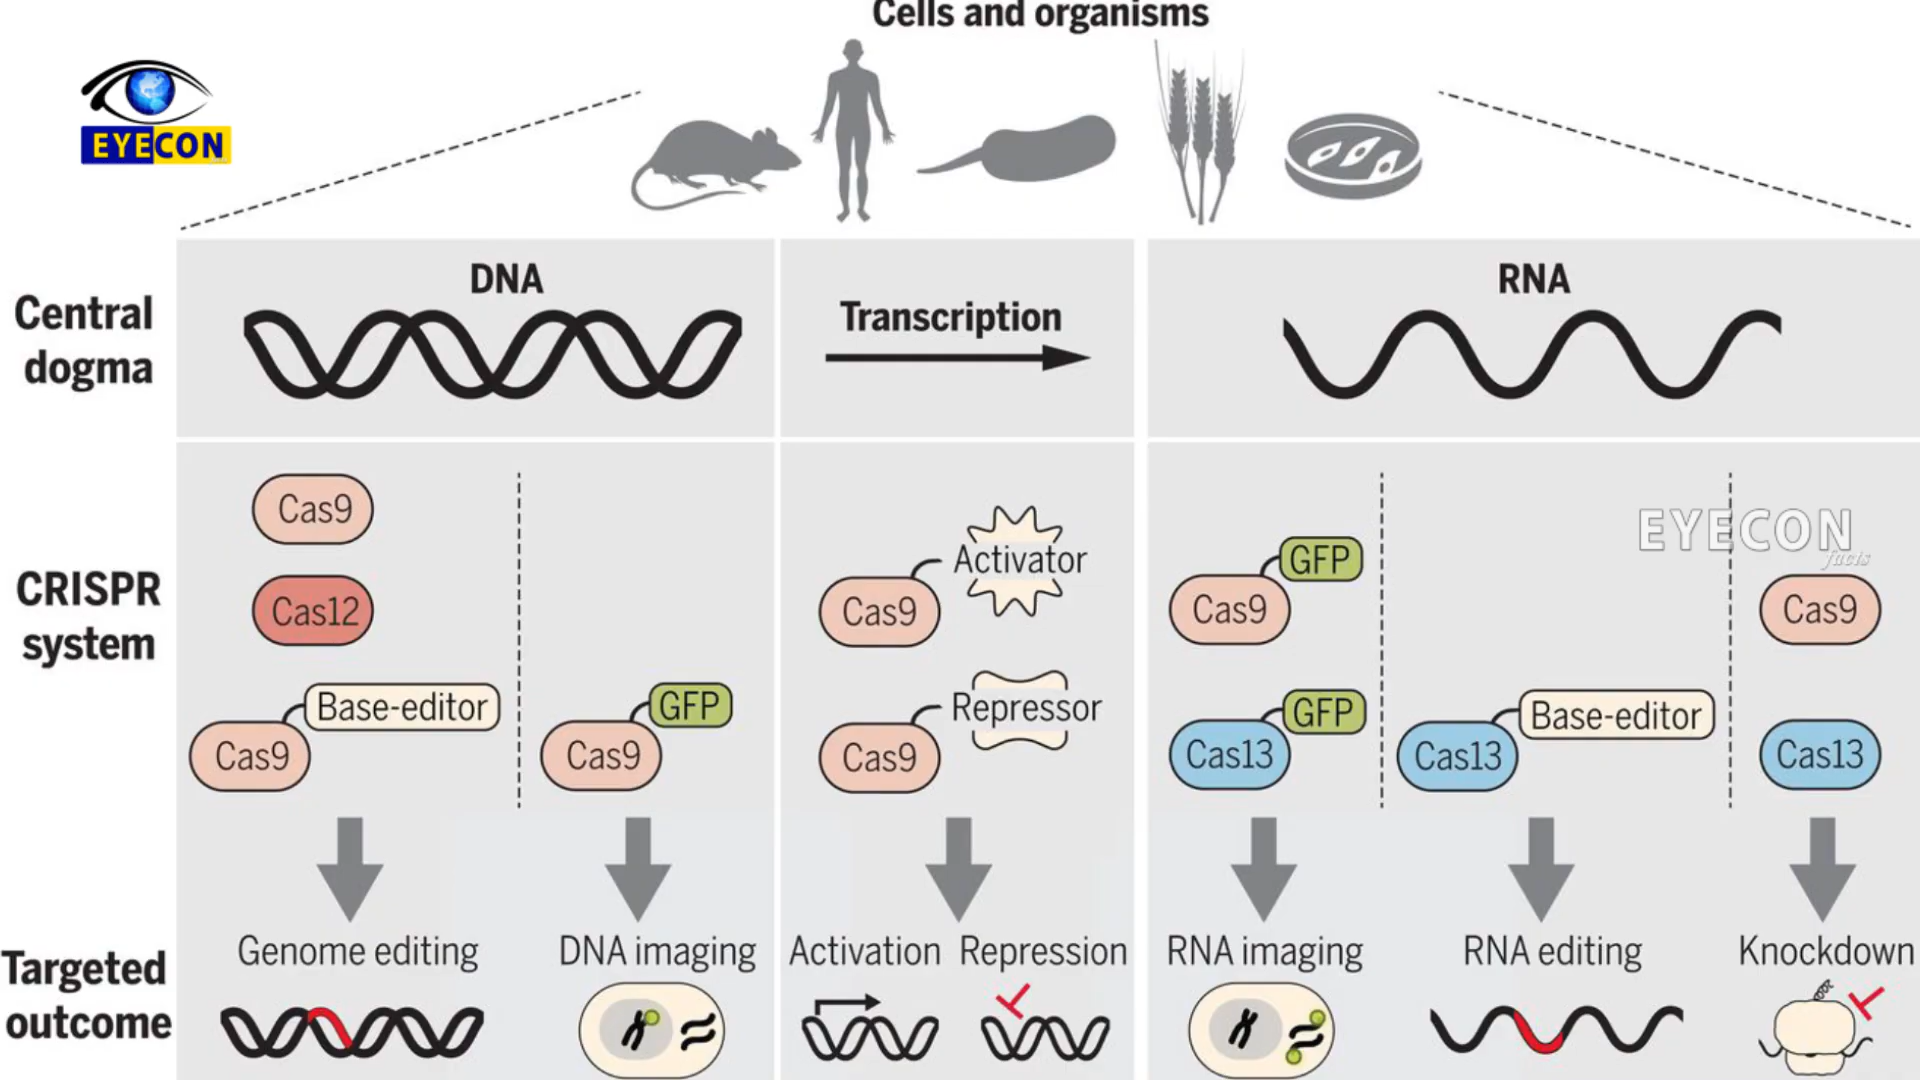 Cells and organisms
EYECON
DNA
Transcription
RNA
Central
dogma
CRISPR
system
Cas9
Cas12
Base-editor
Cas9
GFP
Cas9
Activator
Cas9
Repressor
Cas9
GFP
Cas9
GFP
Cas13
Base-editor
Cas13
EYECON
facts
Cas9
Cas13
Targeted
outcome
Genome editing
DNA imaging
Activation
Repression
RNA imaging
RNA editing
Knockdown